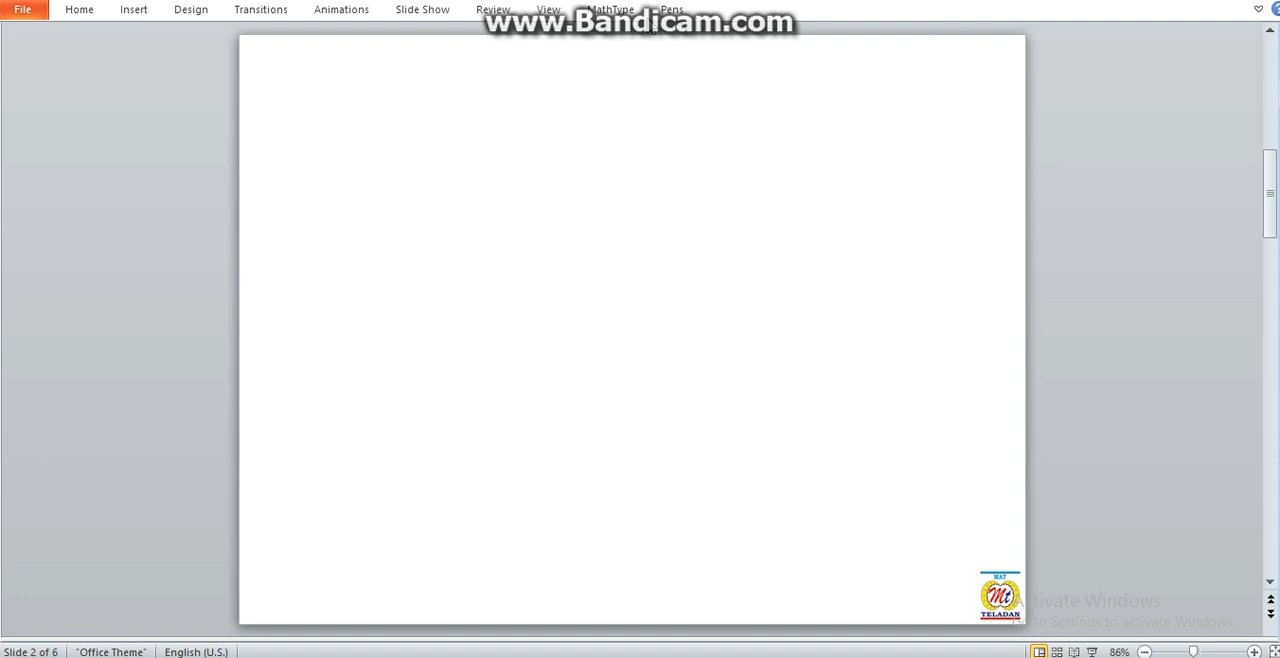 File Home Insert Design Transitions Animations Slide Show Review View MathType Pens
www.Bandicam.com
MAT
Mt
TELADAN
Activate Windows
Go to Settings to activate Windows.
Slide 2 of 6 "Office Theme" English (U.S.) 86%